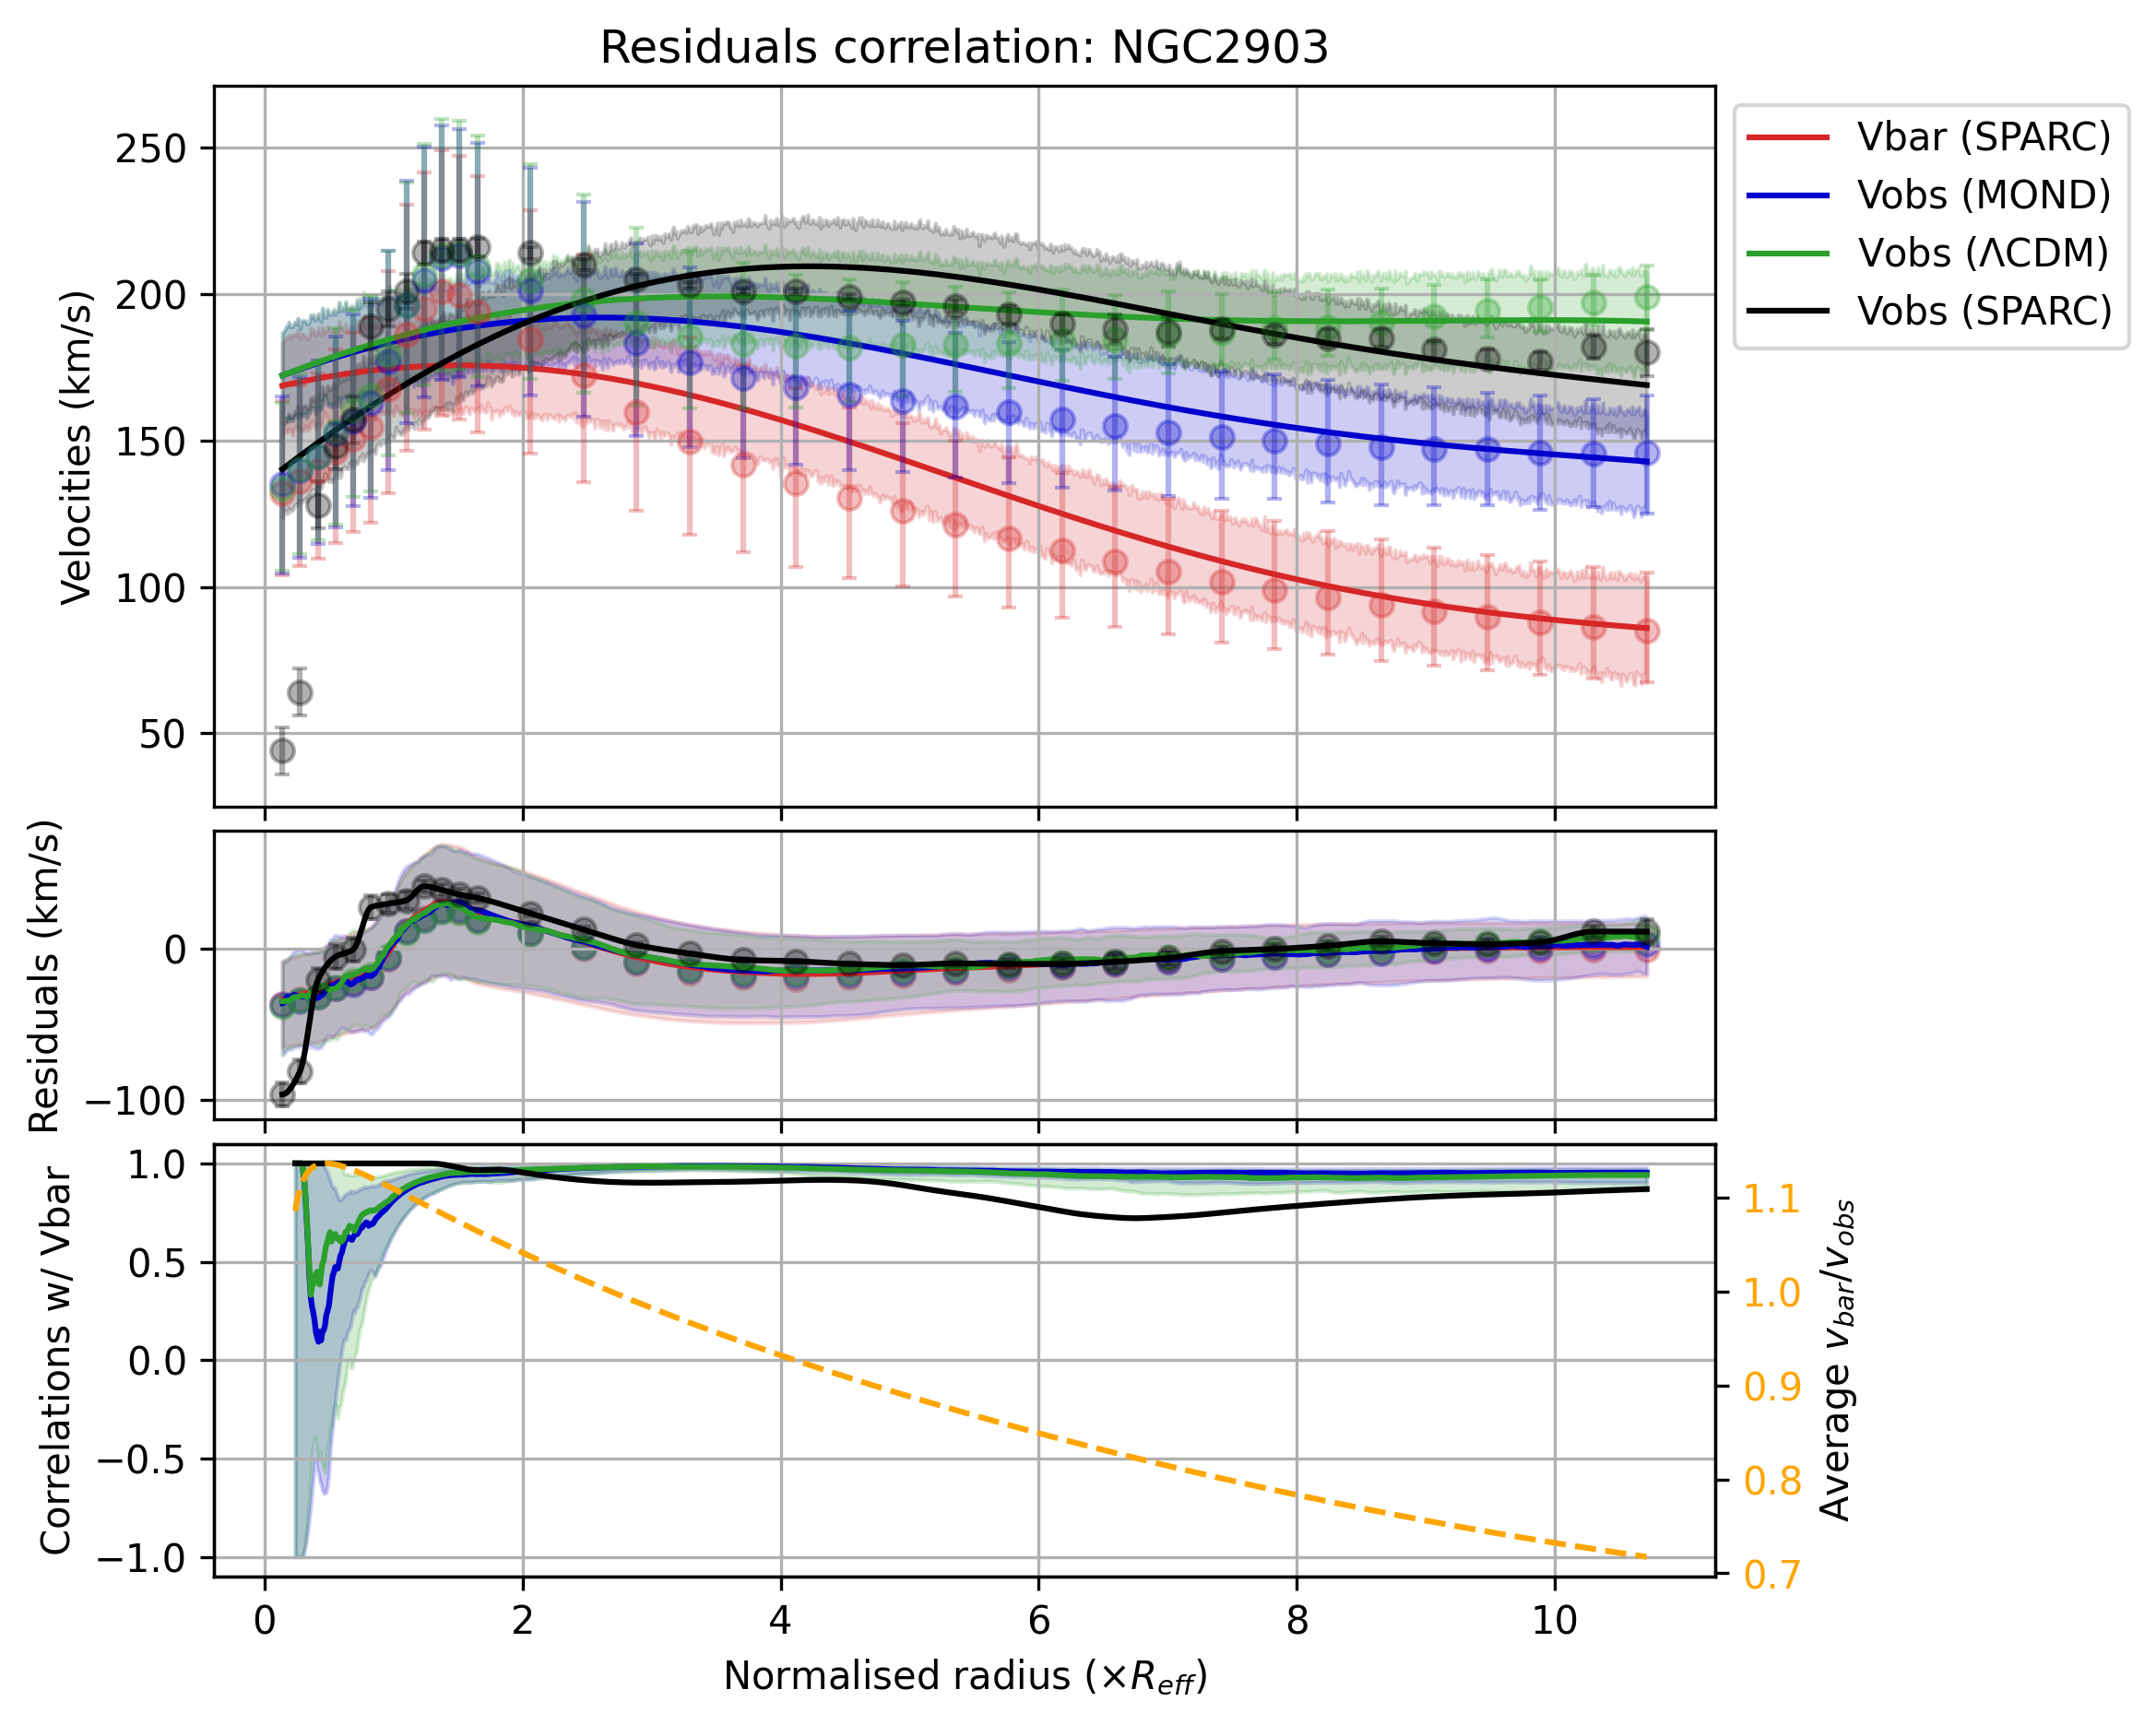 Residuals correlation: NGC2903
Velocities (km/s)
250
200
150
100
50
Vbar (SPARC)
Vobs (MOND)
Vobs (ΛCDM)
Vobs (SPARC)
Residuals (km/s)
0
−100
Correlations w/ Vbar
1.0
0.5
0.0
−0.5
−1.0
1.1
1.0
0.9
0.8
0.7
Average v_bar/v_obs
0 2 4 6 8 10
Normalised radius (×R_eff)